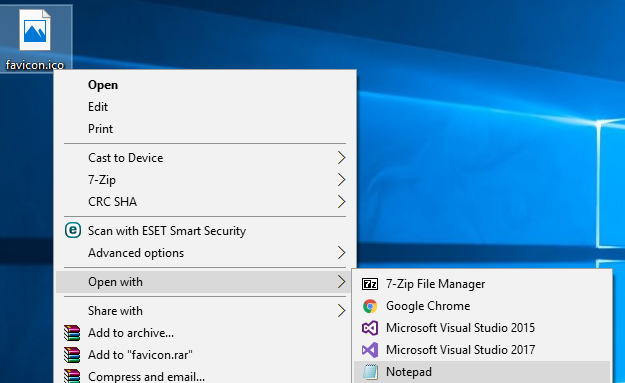 favicon.ico
Open
Edit
Print
Cast to Device
7-Zip
CRC SHA
e Scan with ESET Smart Security
Advanced options
Open with
Share with
Add to archive...
Add to "favicon.rar"
Compress and email...
7z 7-Zip File Manager
Google Chrome
Microsoft Visual Studio 2015
Microsoft Visual Studio 2017
Notepad